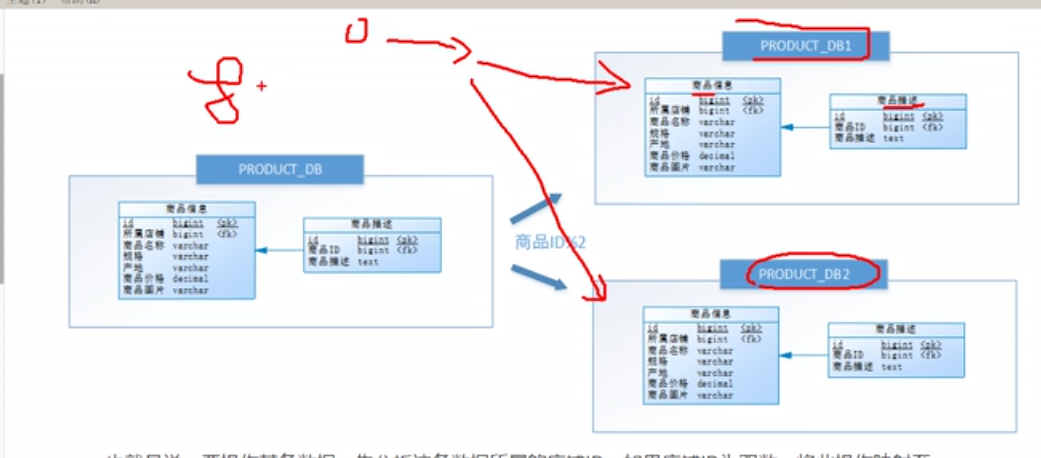 PRODUCT_DB1
商品信息
id bigint <pk>
所属店铺 bigint <fk>
商品名称 varchar
规格 varchar
产地 varchar
商品价格 decimal
商品图片 varchar
商品描述
id bigint <pk>
商品ID bigint <fk>
商品描述 text
PRODUCT_DB
商品信息
id bigint <pk>
所属店铺 bigint <fk>
商品名称 varchar
规格 varchar
产地 varchar
商品价格 decimal
商品图片 varchar
商品描述
id bigint <pk>
商品ID bigint <fk>
商品描述 text
商品ID%2
PRODUCT_DB2
商品信息
id bigint <pk>
所属店铺 bigint <fk>
商品名称 varchar
规格 varchar
产地 varchar
商品价格 decimal
商品图片 varchar
商品描述
id bigint <pk>
商品ID bigint <fk>
商品描述 text